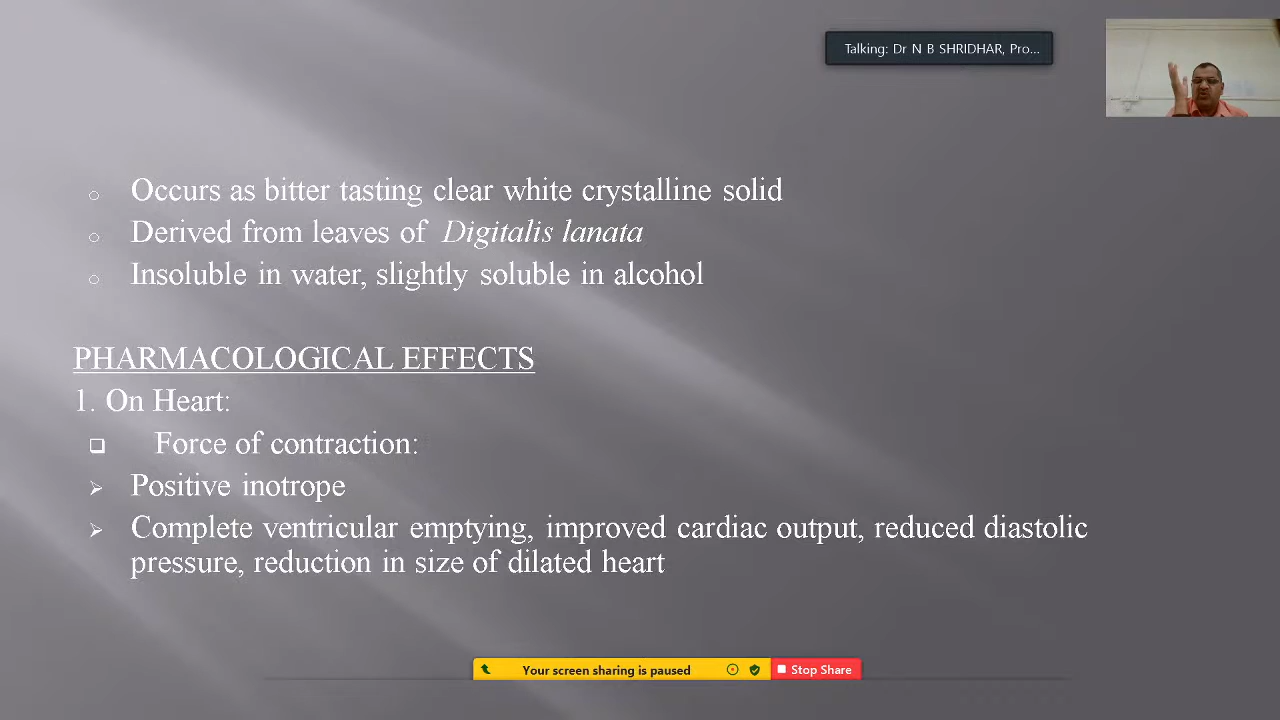 Talking: Dr N B SHRIDHAR, Pro...
Occurs as bitter tasting clear white crystalline solid
Derived from leaves of Digitalis lanata
Insoluble in water, slightly soluble in alcohol
PHARMACOLOGICAL EFFECTS
1. On Heart:
Force of contraction:
Positive inotrope
Complete ventricular emptying, improved cardiac output, reduced diastolic
pressure, reduction in size of dilated heart
Your screen sharing is paused
Stop Share